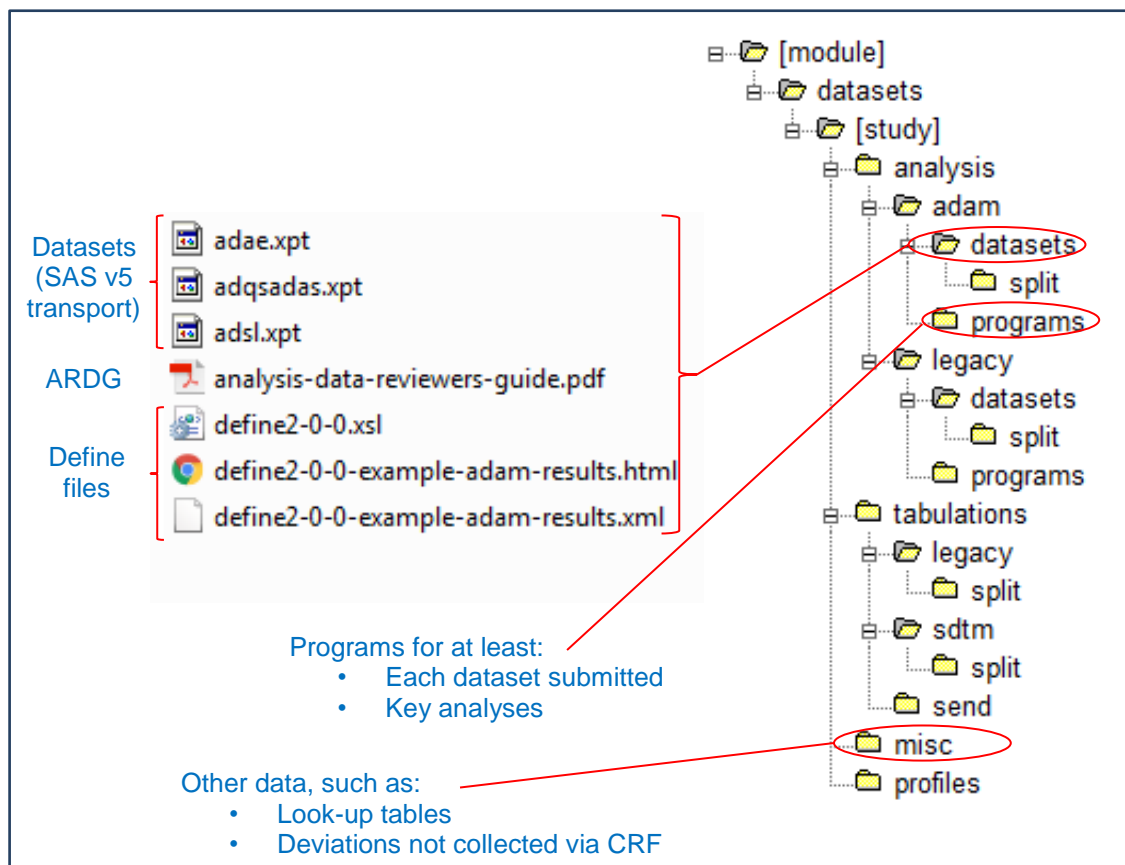 [module]
datasets
[study]
analysis
adam
datasets
split
programs
legacy
datasets
split
programs
tabulations
legacy
split
sdtm
split
send
misc
profiles
Datasets
(SAS v5
transport)
adae.xpt
adqsadas.xpt
adsl.xpt
ARDG
analysis-data-reviewers-guide.pdf
Define
files
define2-0-0.xsl
define2-0-0-example-adam-results.html
define2-0-0-example-adam-results.xml
Programs for at least:
• Each dataset submitted
• Key analyses
Other data, such as:
• Look-up tables
• Deviations not collected via CRF